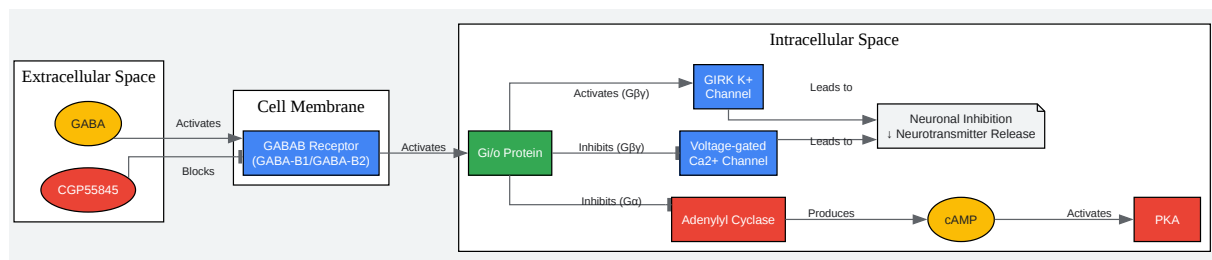 Extracellular Space
GABA
CGP55845
Activates
Blocks
Cell Membrane
GABAB Receptor
(GABA-B1/GABA-B2)
Activates
Intracellular Space
Gi/o Protein
Activates (Gβγ)
Inhibits (Gβγ)
Inhibits (Gα)
GIRK K+
Channel
Voltage-gated
Ca2+ Channel
Adenylyl Cyclase
Leads to
Leads to
Produces
Neuronal Inhibition
↓ Neurotransmitter Release
cAMP
Activates
PKA